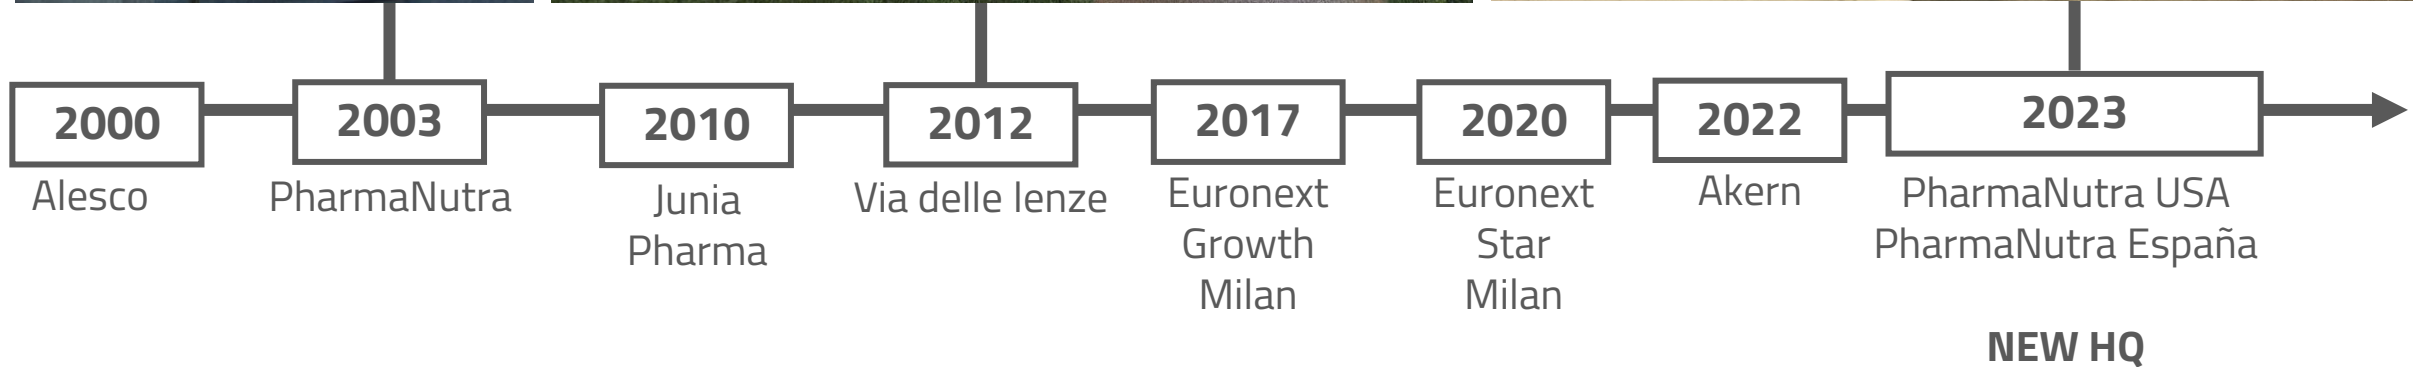 2000
Alesco
2003
PharmaNutra
2010
Junia
Pharma
2012
Via delle lenze
2017
Euronext
Growth
Milan
2020
Euronext
Star
Milan
2022
Akern
2023
PharmaNutra USA
PharmaNutra España
NEW HQ